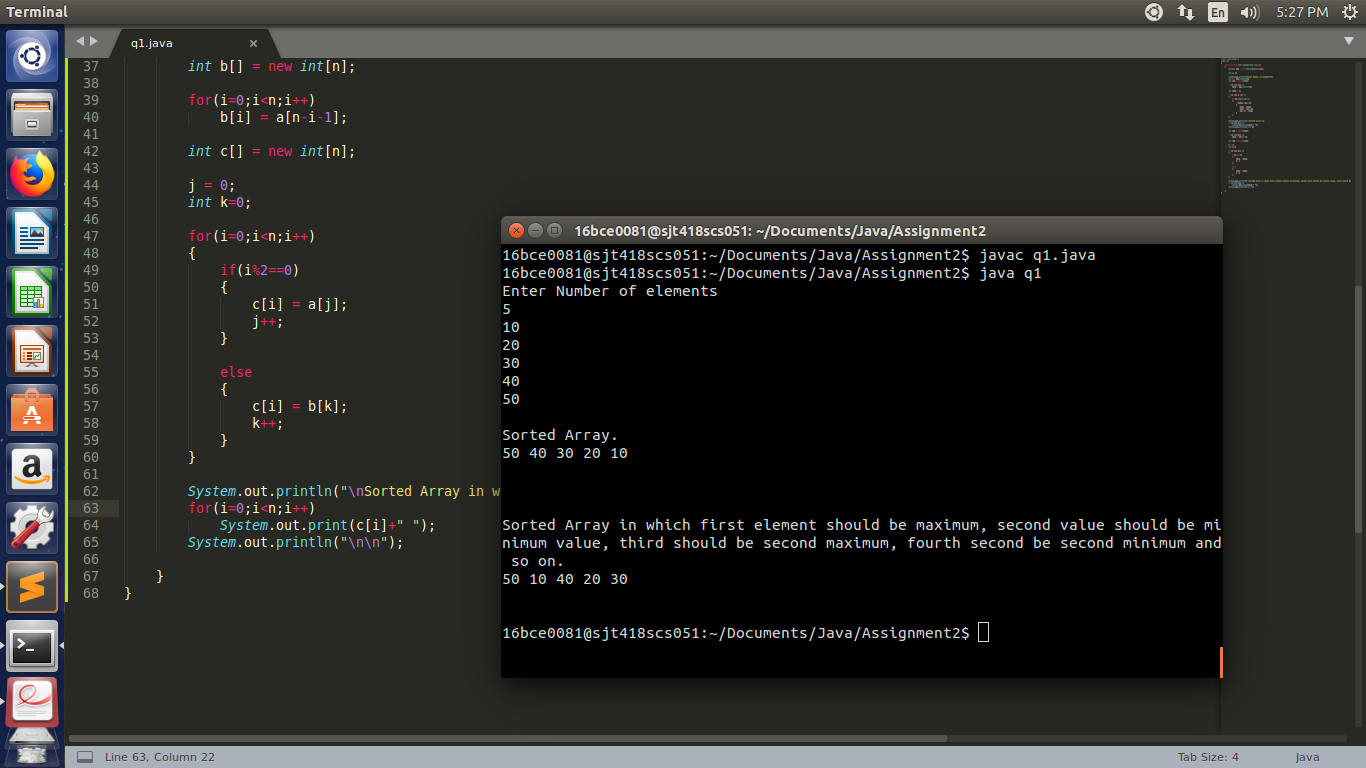 Terminal
En
5:27 PM
q1.java
37 int b[] = new int[n];
38
39 for(i=0;i<n;i++)
40 b[i] = a[n-i-1];
41
42 int c[] = new int[n];
43
44 j = 0;
45 int k=0;
46
47 for(i=0;i<n;i++)
48 {
49 if(i%2==0)
50 {
51 c[i] = a[j];
52 j++;
53 }
54
55 else
56 {
57 c[i] = b[k];
58 k++;
59 }
60 }
61
62 System.out.println("\nSorted Array in w
63 for(i=0;i<n;i++)
64 System.out.print(c[i]+" ");
65 System.out.println("\n\n");
66
67 }
68 }
16bce0081@sjt418scs051: ~/Documents/Java/Assignment2
16bce0081@sjt418scs051:~/Documents/Java/Assignment2$ javac q1.java
16bce0081@sjt418scs051:~/Documents/Java/Assignment2$ java q1
Enter Number of elements
5
10
20
30
40
50
Sorted Array.
50 40 30 20 10
Sorted Array in which first element should be maximum, second value should be mi
nimum value, third should be second maximum, fourth second be second minimum and
so on.
50 10 40 20 30
16bce0081@sjt418scs051:~/Documents/Java/Assignment2$
Line 63, Column 22
Tab Size: 4
Java